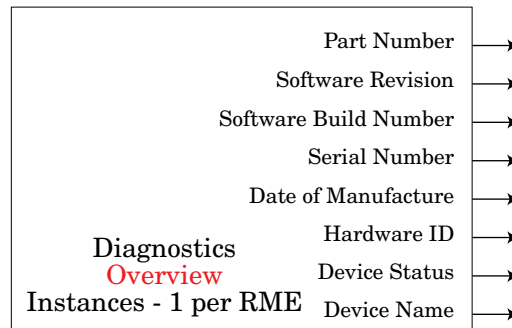 Part Number
Software Revision
Software Build Number
Serial Number
Date of Manufacture
Hardware ID
Diagnostics
Overview
Device Status
Instances - 1 per RME
Device Name